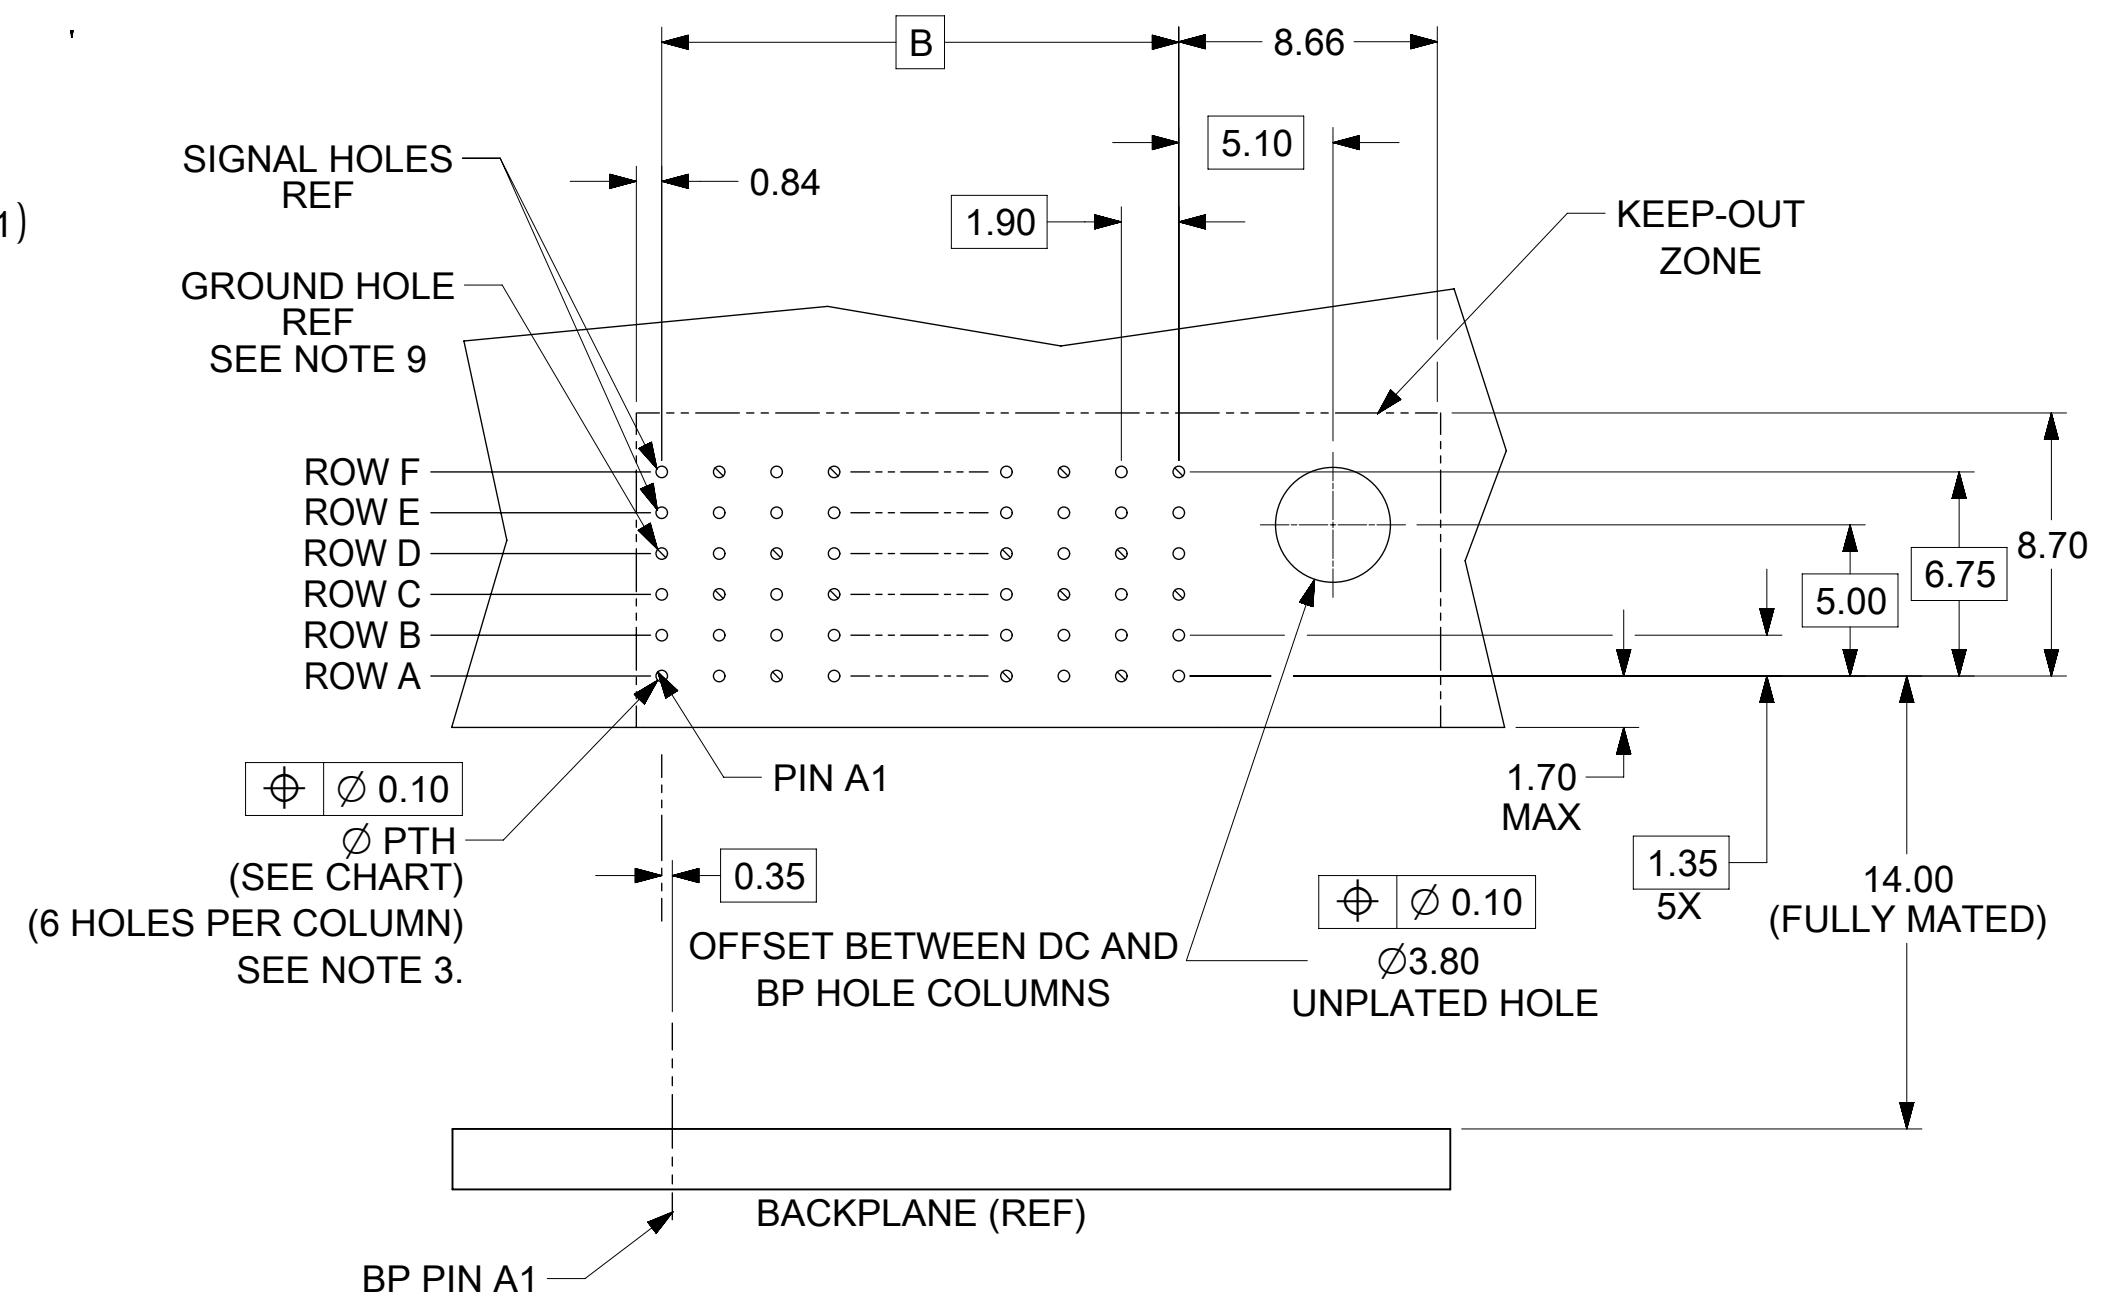 B
8.66
5.10
SIGNAL HOLES
REF
0.84
1.90
KEEP-OUT
ZONE
1)
GROUND HOLE
REF
SEE NOTE 9
ROW F
ROW E
ROW D
ROW C
ROW B
ROW A
8.70
6.75
5.00
PIN A1
1.70
MAX
⌖ ∅ 0.10
∅ PTH
(SEE CHART)
(6 HOLES PER COLUMN)
SEE NOTE 3.
0.35
1.35
5X
14.00
(FULLY MATED)
OFFSET BETWEEN DC AND
BP HOLE COLUMNS
⌖ ∅ 0.10
∅3.80
UNPLATED HOLE
BACKPLANE (REF)
BP PIN A1